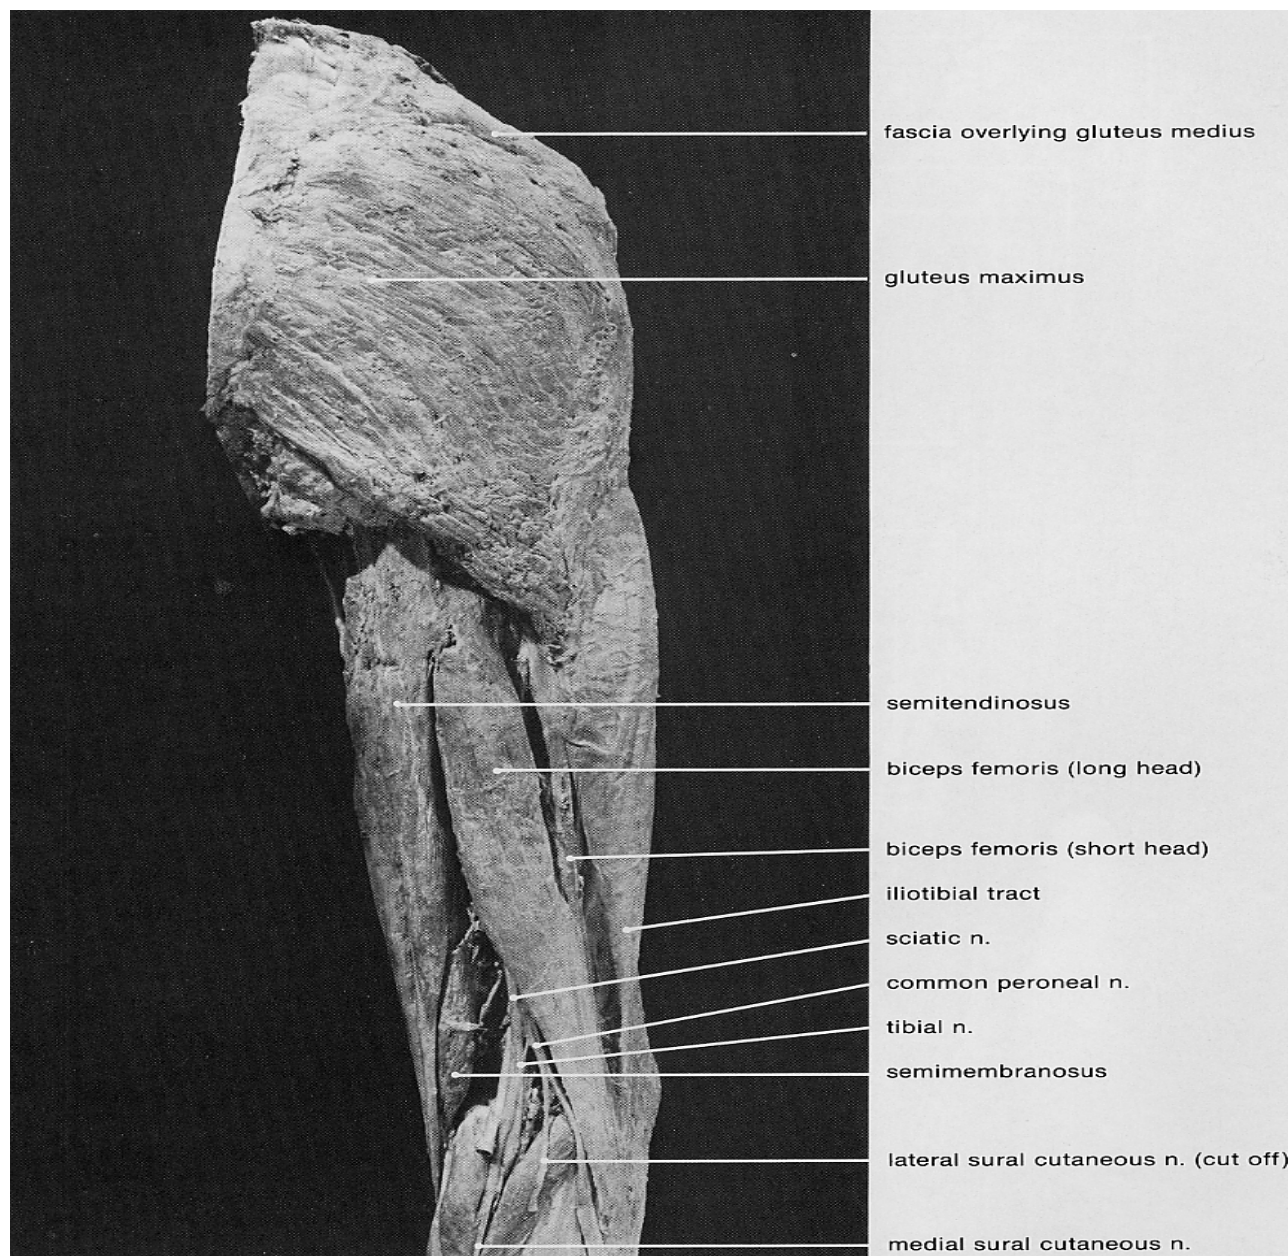 fascia overlying gluteus medius
gluteus maximus
semitendinosus
biceps femoris (long head)
biceps femoris (short head)
iliotibial tract
sciatic n.
common peroneal n.
tibial n.
semimembranosus
lateral sural cutaneous n. (cut off)
medial sural cutaneous n.